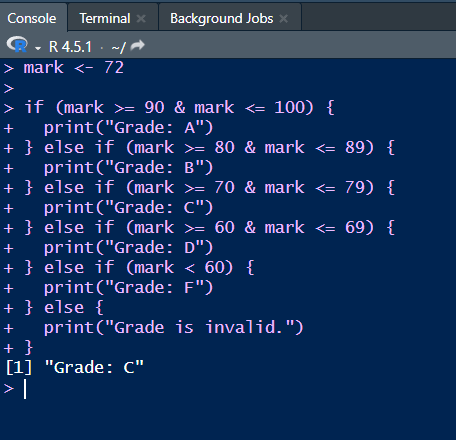 Console Terminal Background Jobs
R 4.5.1 · ~/
> mark <- 72
>
> if (mark >= 90 & mark <= 100) {
+   print("Grade: A")
+ } else if (mark >= 80 & mark <= 89) {
+   print("Grade: B")
+ } else if (mark >= 70 & mark <= 79) {
+   print("Grade: C")
+ } else if (mark >= 60 & mark <= 69) {
+   print("Grade: D")
+ } else if (mark < 60) {
+   print("Grade: F")
+ } else {
+   print("Grade is invalid.")
+ }
[1] "Grade: C"
>